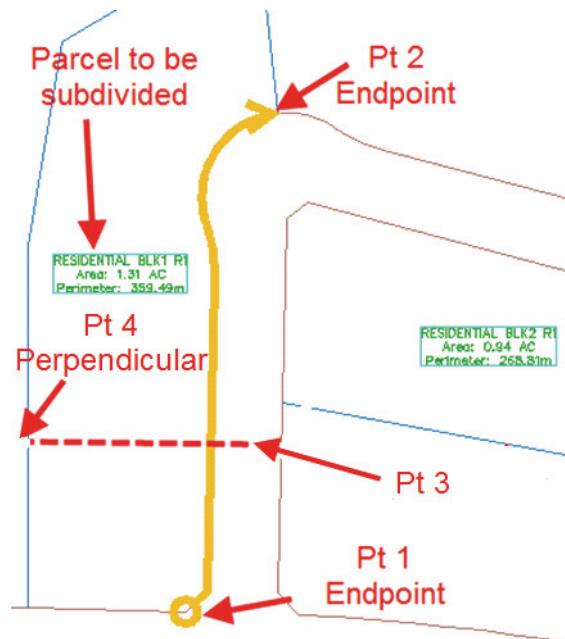 Parcel to be
subdivided
Pt 2
Endpoint
RESIDENTIAL BLK1 R1
Area: 1.31 AC
Perimeter: 359.49m
Pt 4
Perpendicular
RESIDENTIAL BLK2 R1
Area: 0.94 AC
Perimeter: 268.81m
Pt 3
Pt 1
Endpoint